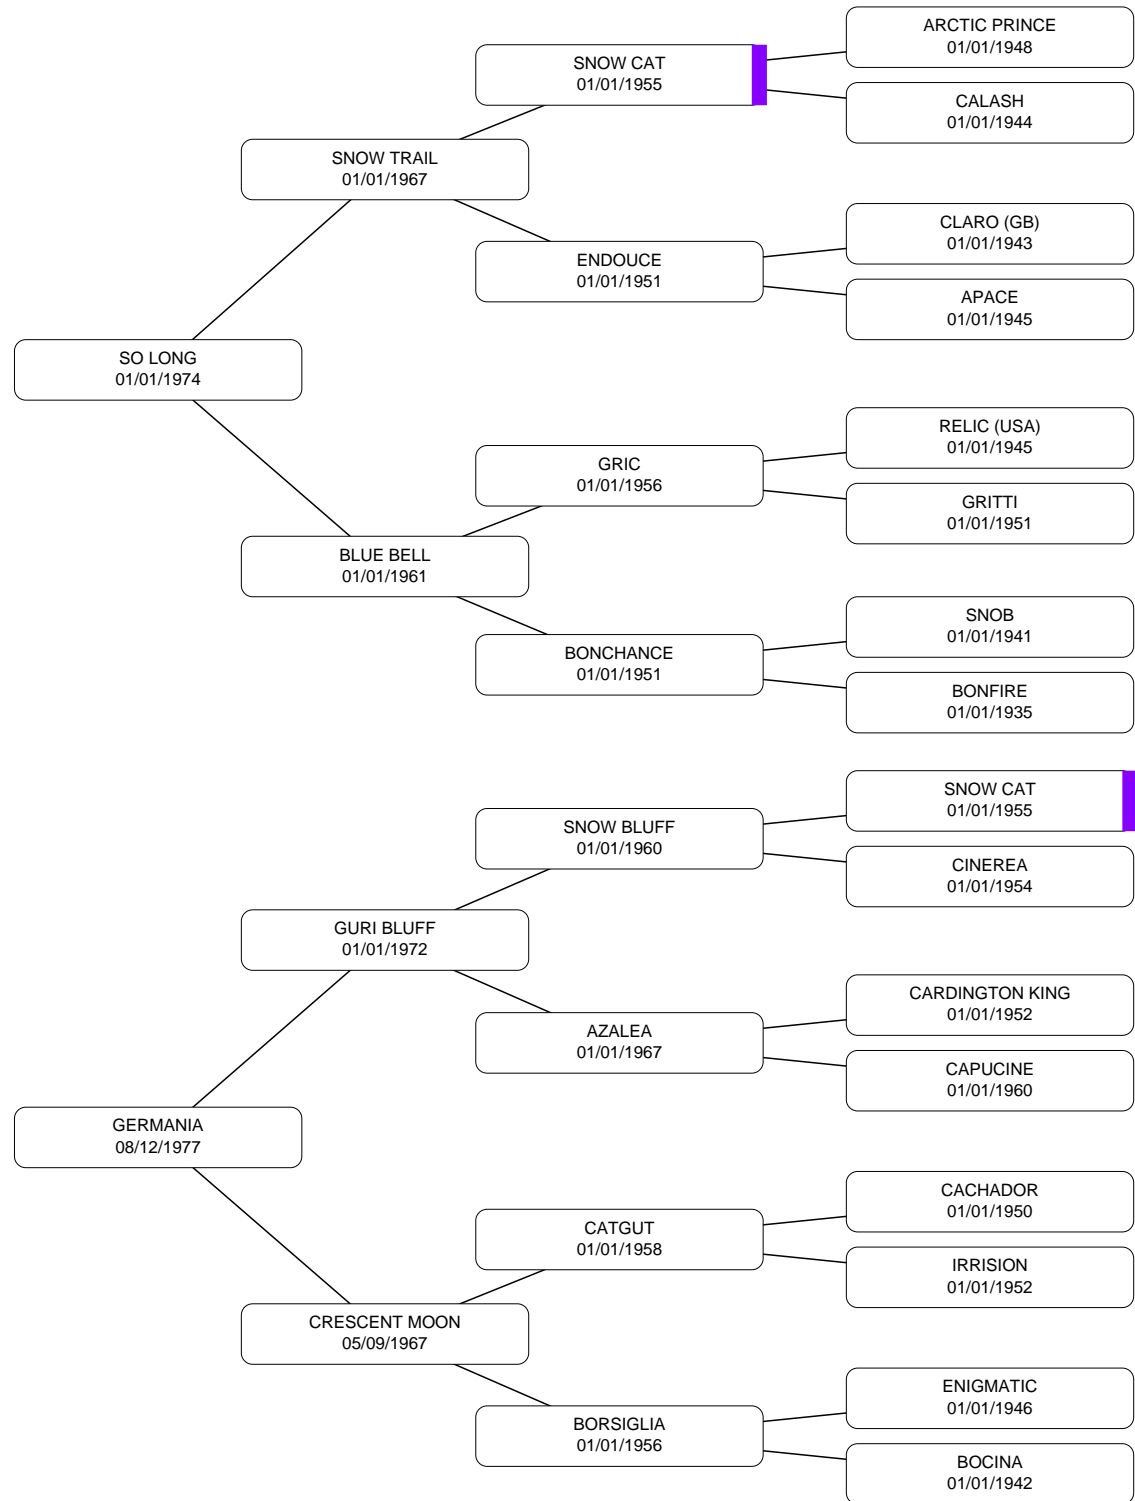 ARCTIC PRINCE
01/01/1948
SNOW CAT
01/01/1955
CALASH
01/01/1944
SNOW TRAIL
01/01/1967
CLARO (GB)
01/01/1943
ENDOUCE
01/01/1951
APACE
01/01/1945
SO LONG
01/01/1974
RELIC (USA)
01/01/1945
GRIC
01/01/1956
GRITTI
01/01/1951
BLUE BELL
01/01/1961
SNOB
01/01/1941
BONCHANCE
01/01/1951
BONFIRE
01/01/1935
SNOW CAT
01/01/1955
SNOW BLUFF
01/01/1960
CINEREA
01/01/1954
GURI BLUFF
01/01/1972
CARDINGTON KING
01/01/1952
AZALEA
01/01/1967
CAPUCINE
01/01/1960
GERMANIA
08/12/1977
CACHADOR
01/01/1950
CATGUT
01/01/1958
IRRISION
01/01/1952
CRESCENT MOON
05/09/1967
ENIGMATIC
01/01/1946
BORSIGLIA
01/01/1956
BOCINA
01/01/1942